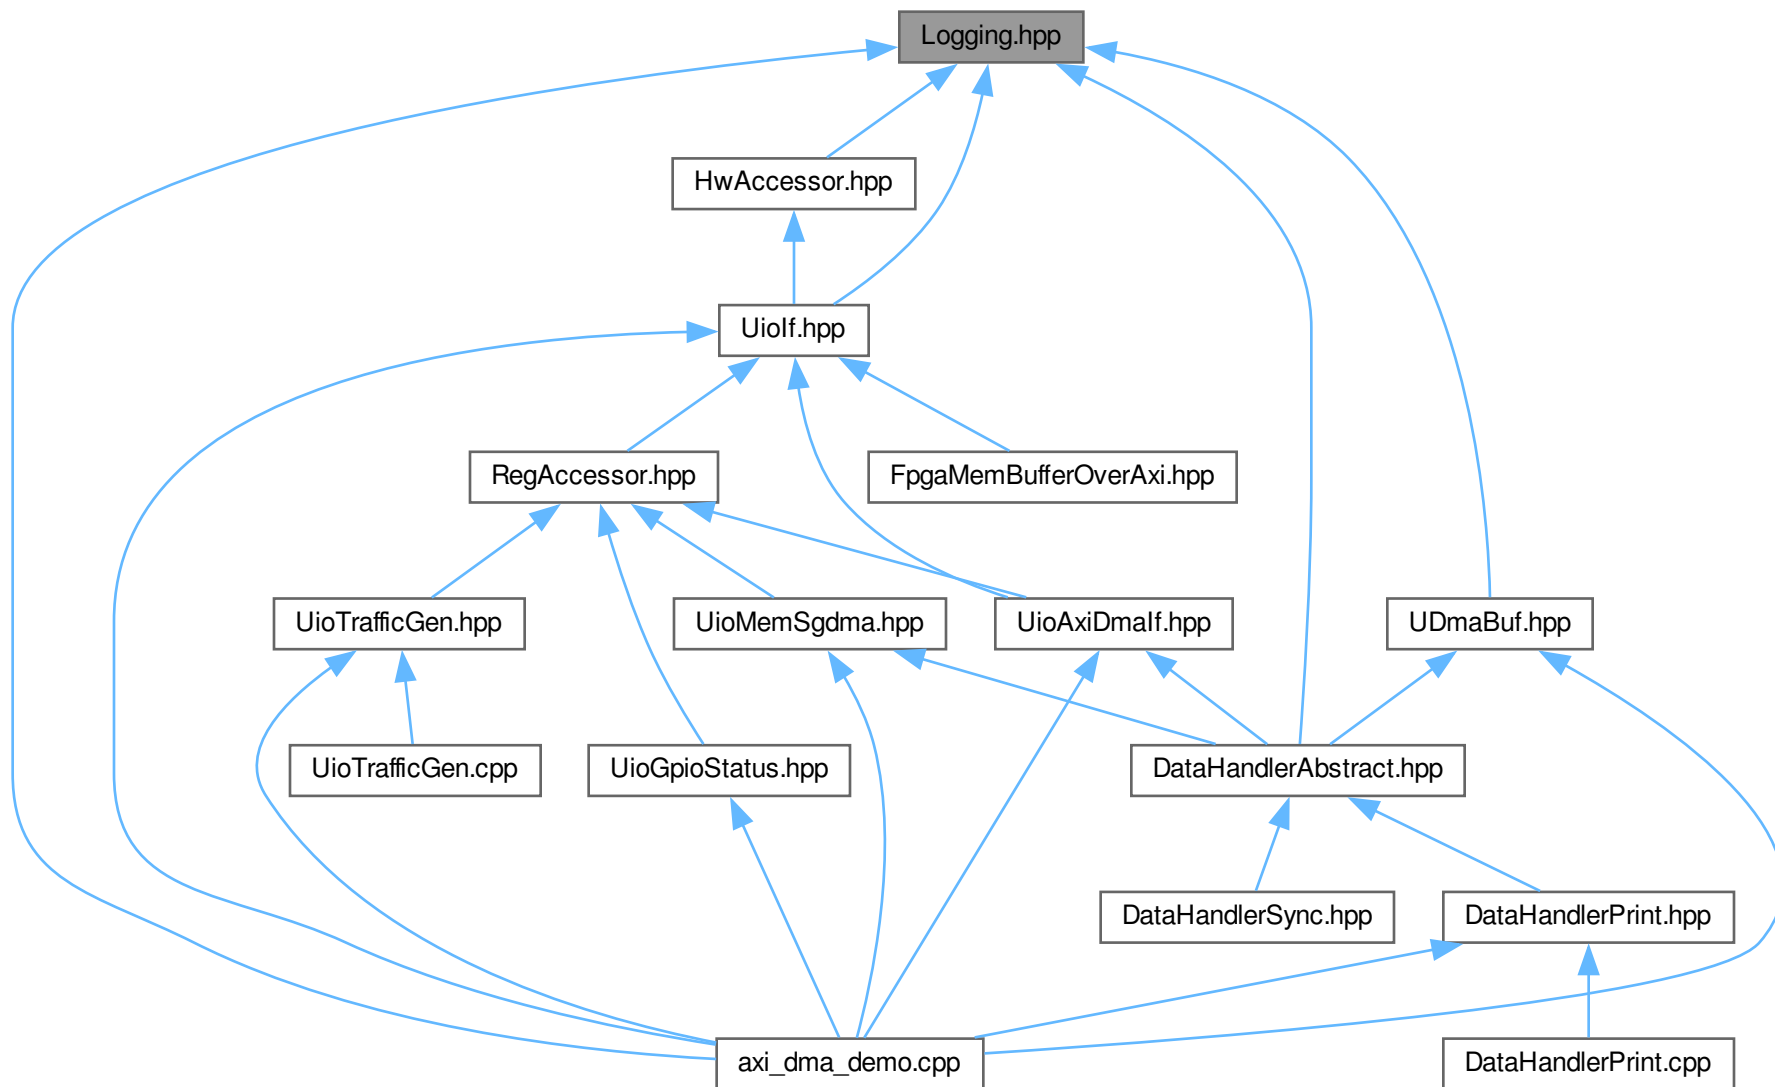 Logging.hpp
HwAccessor.hpp
UioIf.hpp
RegAccessor.hpp
FpgaMemBufferOverAxi.hpp
UioTrafficGen.hpp
UioMemSgdma.hpp
UioAxiDmaIf.hpp
UDmaBuf.hpp
UioTrafficGen.cpp
UioGpioStatus.hpp
DataHandlerAbstract.hpp
DataHandlerSync.hpp
DataHandlerPrint.hpp
axi_dma_demo.cpp
DataHandlerPrint.cpp